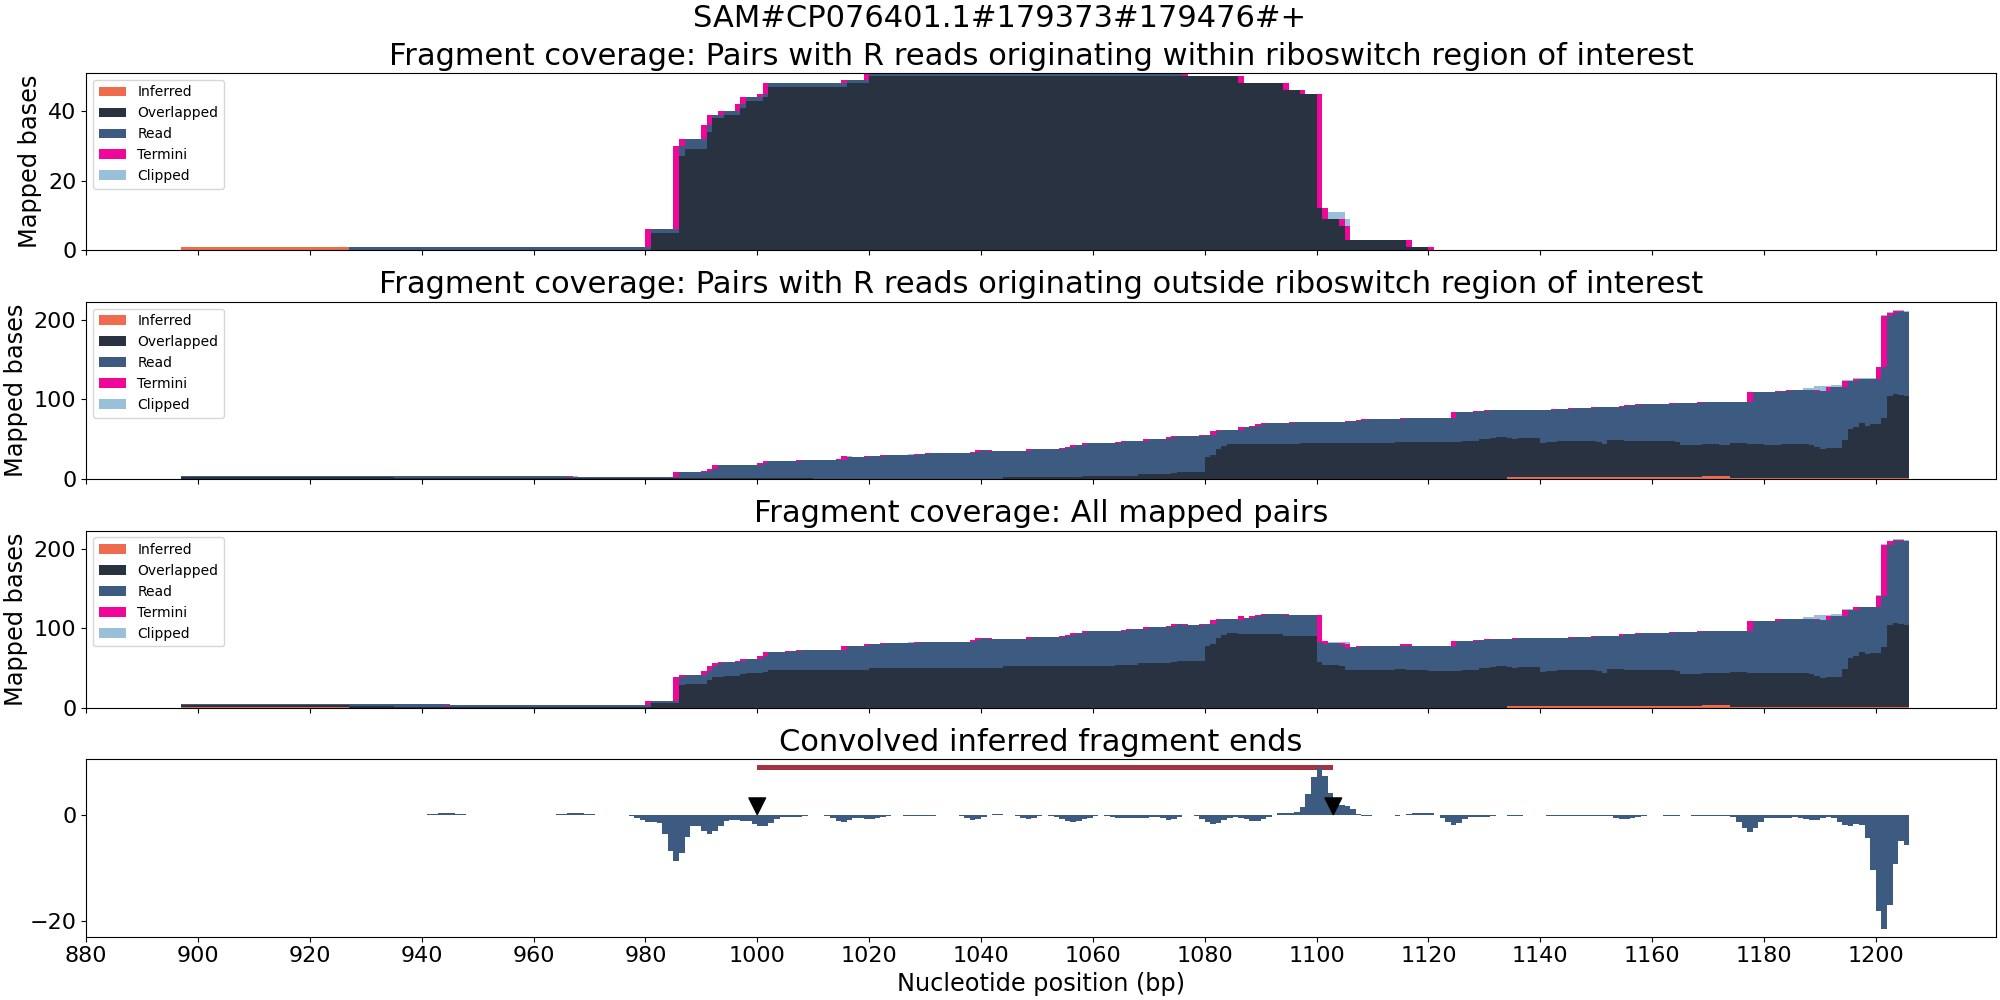 SAM#CP076401.1#179373#179476#+
Fragment coverage: Pairs with R reads originating within riboswitch region of interest
Mapped bases
40
20
0
Inferred
Overlapped
Read
Termini
Clipped
Fragment coverage: Pairs with R reads originating outside riboswitch region of interest
Mapped bases
200
100
0
Inferred
Overlapped
Read
Termini
Clipped
Fragment coverage: All mapped pairs
Mapped bases
200
100
0
Inferred
Overlapped
Read
Termini
Clipped
Convolved inferred fragment ends
0
−20
880 900 920 940 960 980 1000 1020 1040 1060 1080 1100 1120 1140 1160 1180 1200
Nucleotide position (bp)